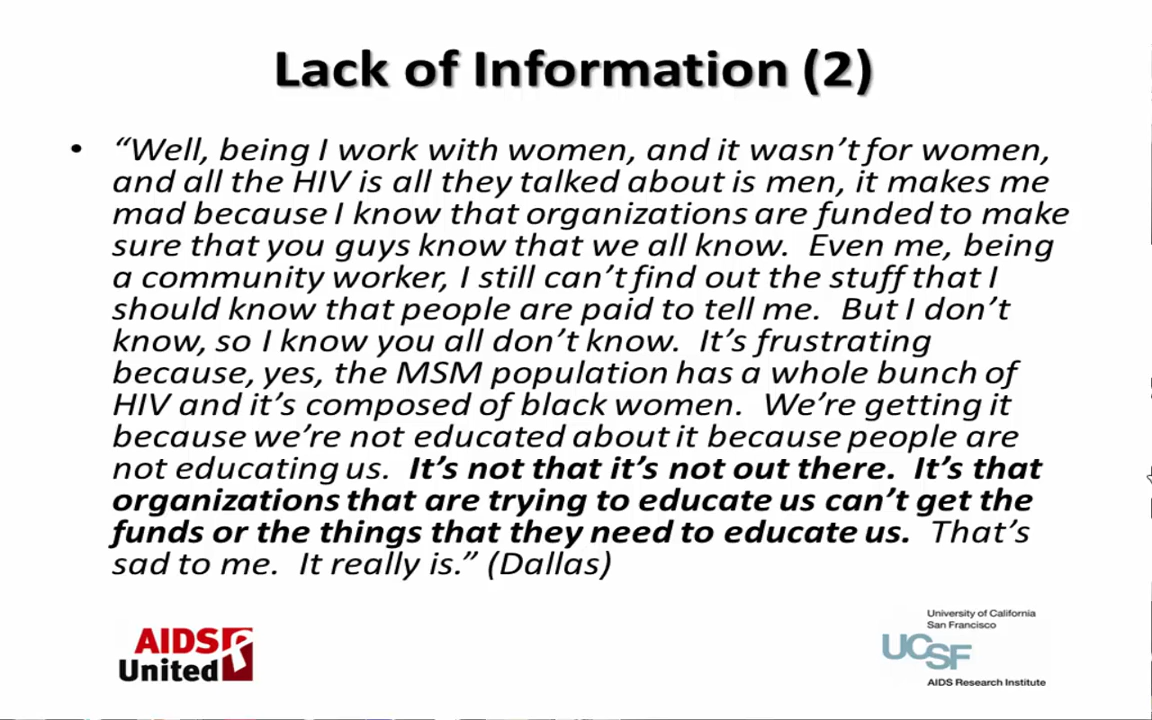 Lack of Information (2)
• “Well, being I work with women, and it wasn’t for women,
and all the HIV is all they talked about is men, it makes me
mad because I know that organizations are funded to make
sure that you guys know that we all know.  Even me, being
a community worker, I still can’t find out the stuff that I
should know that people are paid to tell me.  But I don’t
know, so I know you all don’t know.  It’s frustrating
because, yes, the MSM population has a whole bunch of
HIV and it’s composed of black women.  We’re getting it
because we’re not educated about it because people are
not educating us.  It’s not that it’s not out there.  It’s that
organizations that are trying to educate us can’t get the
funds or the things that they need to educate us.  That’s
sad to me.  It really is.” (Dallas)
AIDS
United
University of California
San Francisco
UCSF
AIDS Research Institute